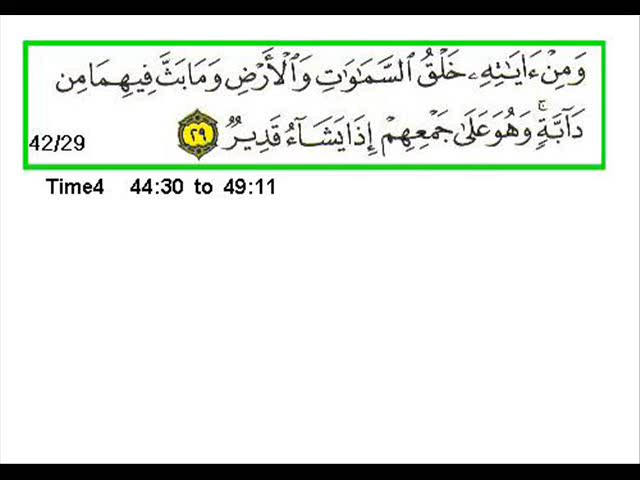 وَمِنْ ءَايَٰتِهِۦ خَلْقُ ٱلسَّمَٰوَٰتِ وَٱلْأَرْضِ وَمَا بَثَّ فِيهِمَا مِن
دَآبَّةٍۚ وَهُوَ عَلَىٰ جَمْعِهِمْ إِذَا يَشَآءُ قَدِيرٌ ٢٩
42/29
Time4 44:30 to 49:11